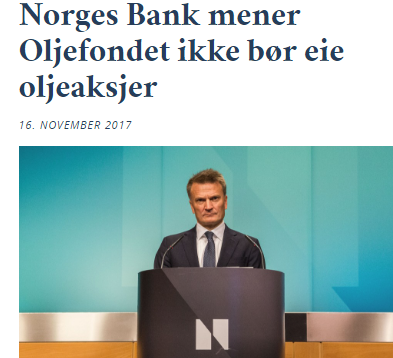 Norges Bank mener
Oljefondet ikke bør eie
oljeaksjer
16. NOVEMBER 2017
N